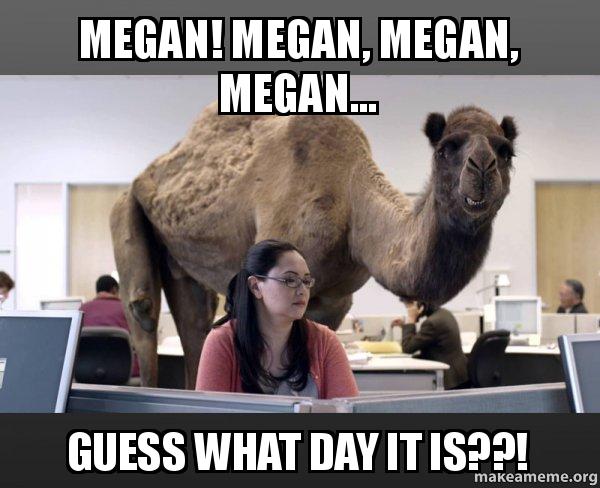 MEGAN! MEGAN, MEGAN,
MEGAN...
GUESS WHAT DAY IT IS??!
makeameme.org